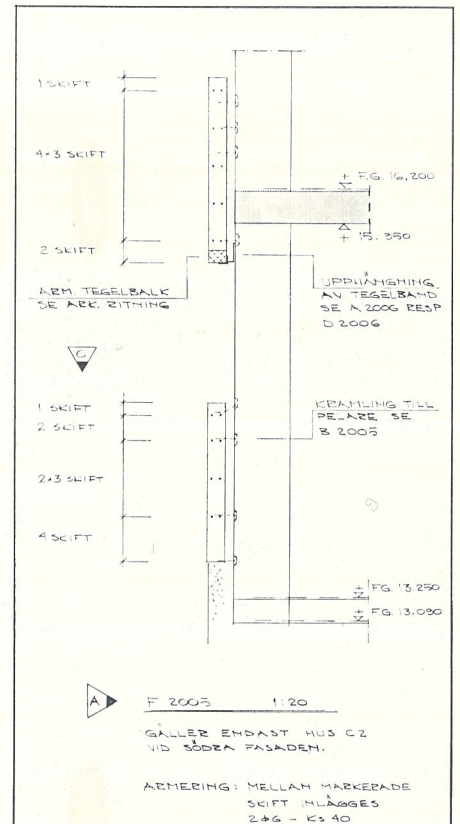 1 SKIFT
4×3 SKIFT
+ F.G. 16,200
+ 15.350
2 SKIFT
ARM. TEGELBALK
SE ARK. RITNING
UPPHÄNGNING
AV TEGELBAND
SE A 2006 RESP
D 2006
C
1 SKIFT
2 SKIFT
KRAMLING TILL
PELARE SE
B 2005
2×3 SKIFT
4 SKIFT
+ FG. 13.250
+ FG. 13.090
A F 2005 1:20
GÄLLER ENDAST HUS C2
VID SÖDRA FASADEN.
ARMERING: MELLAN MARKERADE
SKIFT INLÄGGES
2ϕ6 - Ks 40